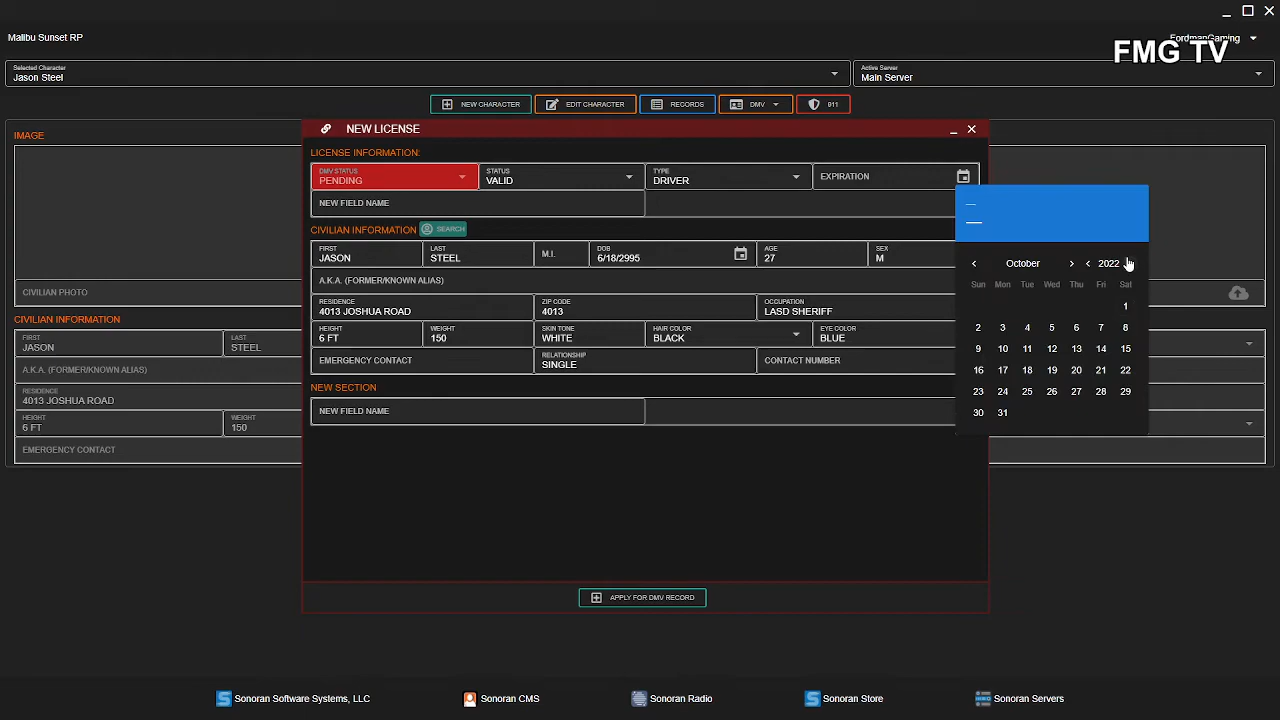 Malibu Sunset RP
FordmanGaming
FMG TV
Selected Character
Jason Steel
Active Server
Main Server
NEW CHARACTER
EDIT CHARACTER
RECORDS
DMV
911
IMAGE
CIVILIAN PHOTO
CIVILIAN INFORMATION
FIRST
JASON
LAST
STEEL
A.K.A. (FORMER/KNOWN ALIAS)
RESIDENCE
4013 JOSHUA ROAD
HEIGHT
6 FT
WEIGHT
150
EMERGENCY CONTACT
NEW LICENSE
LICENSE INFORMATION:
DMV STATUS
PENDING
STATUS
VALID
TYPE
DRIVER
EXPIRATION
NEW FIELD NAME
CIVILIAN INFORMATION
SEARCH
FIRST
JASON
LAST
STEEL
M.I.
DOB
6/18/2995
AGE
27
SEX
M
A.K.A. (FORMER/KNOWN ALIAS)
RESIDENCE
4013 JOSHUA ROAD
ZIP CODE
4013
OCCUPATION
LASD SHERIFF
HEIGHT
6 FT
WEIGHT
150
SKIN TONE
WHITE
HAIR COLOR
BLACK
EYE COLOR
BLUE
EMERGENCY CONTACT
RELATIONSHIP
SINGLE
CONTACT NUMBER
NEW SECTION
NEW FIELD NAME
APPLY FOR DMV RECORD
October
2022
Sun Mon Tue Wed Thu Fri Sat
1
2 3 4 5 6 7 8
9 10 11 12 13 14 15
16 17 18 19 20 21 22
23 24 25 26 27 28 29
30 31
Sonoran Software Systems, LLC
Sonoran CMS
Sonoran Radio
Sonoran Store
Sonoran Servers